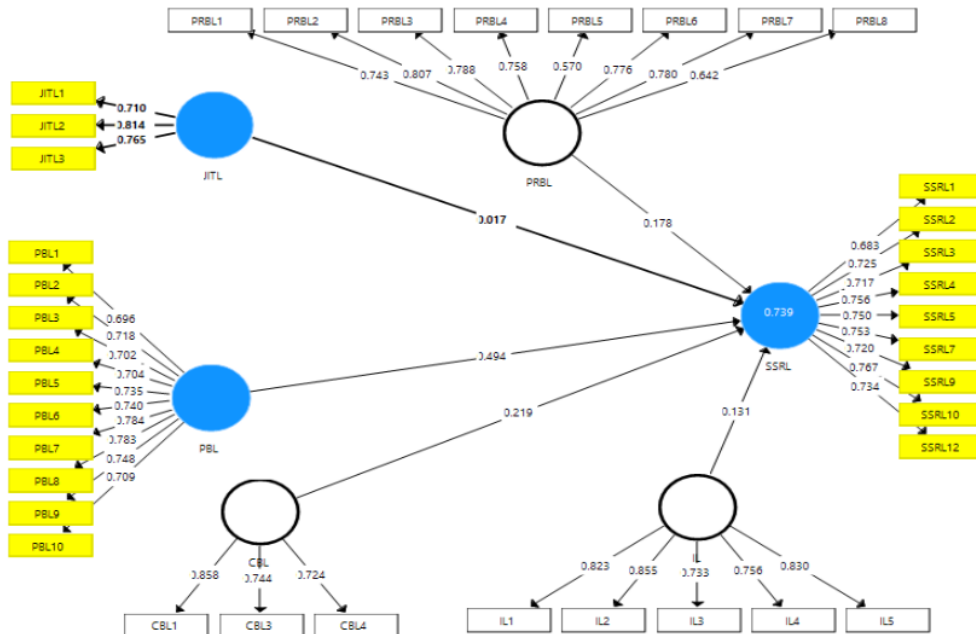 PRBL1 PRBL2 PRBL3 PRBL4 PRBL5 PRBL6 PRBL7 PRBL8
0.743 0.807 0.788 0.758 0.570 0.776 0.780 0.642
PRBL
JITL1
JITL2
JITL3
0.710
0.814
0.765
JITL
0.017
0.178
PBL1
PBL2
PBL3
PBL4
PBL5
PBL6
PBL7
PBL8
PBL9
PBL10
0.696
0.718
0.702
0.704
0.735
0.740
0.784
0.783
0.748
0.709
PBL
0.494
0.219
0.131
0.739
SSRL
0.683
0.725
0.717
0.756
0.750
0.753
0.720
0.767
0.734
SSRL1
SSRL2
SSRL3
SSRL4
SSRL5
SSRL7
SSRL9
SSRL10
SSRL12
CBL
0.858 0.744 0.724
CBL1 CBL3 CBL4
IL
0.823 0.855 0.733 0.756 0.830
IL1 IL2 IL3 IL4 IL5